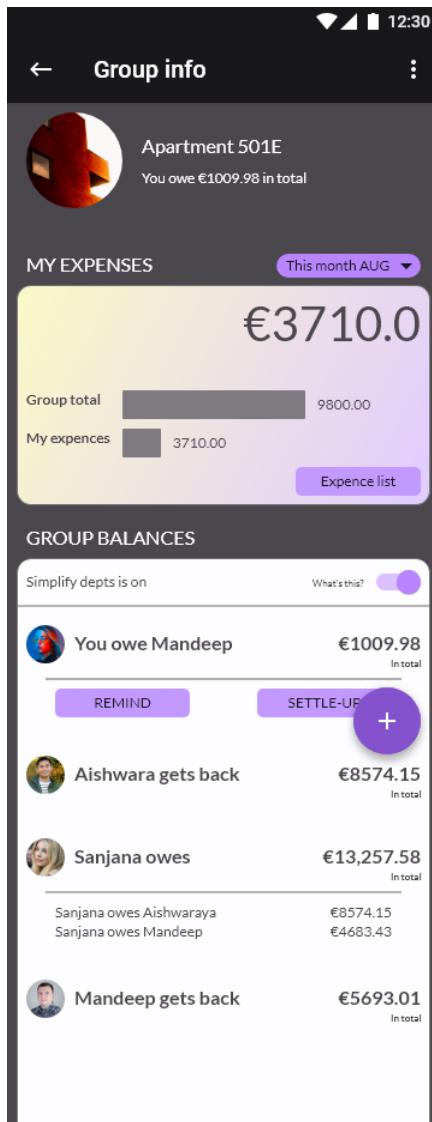 12:30
Group info
Apartment 501E
You owe €1009.98 in total
MY EXPENSES
This month AUG
€3710.0
Group total 9800.00
My expences 3710.00
Expence list
GROUP BALANCES
Simplify depts is on What's this?
You owe Mandeep €1009.98
In total
REMIND SETTLE-UP
+
Aishwara gets back €8574.15
In total
Sanjana owes €13,257.58
In total
Sanjana owes Aishwaraya €8574.15
Sanjana owes Mandeep €4683.43
Mandeep gets back €5693.01
In total